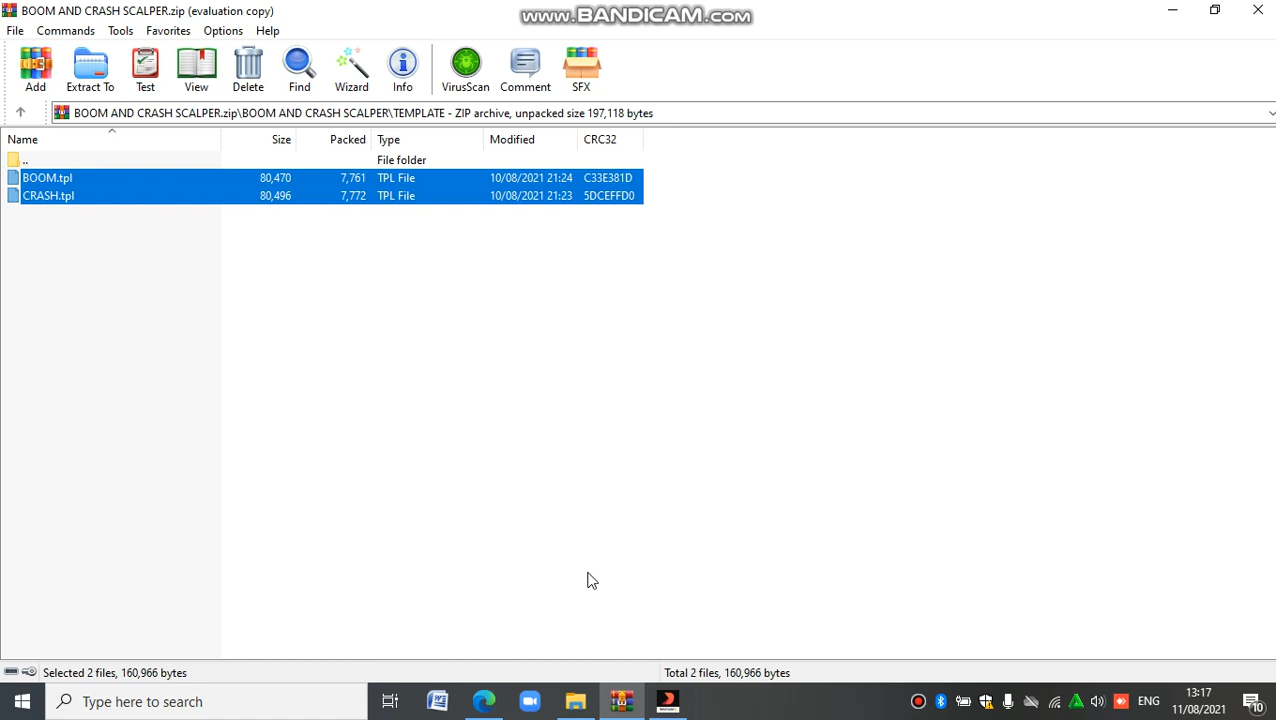 BOOM AND CRASH SCALPER.zip (evaluation copy)
www.BANDICAM.com
File Commands Tools Favorites Options Help
Add Extract To Test View Delete Find Wizard Info VirusScan Comment SFX
BOOM AND CRASH SCALPER.zip\BOOM AND CRASH SCALPER\TEMPLATE - ZIP archive, unpacked size 197,118 bytes
Name Size Packed Type Modified CRC32
.. File folder
BOOM.tpl 80,470 7,761 TPL File 10/08/2021 21:24 C33E381D
CRASH.tpl 80,496 7,772 TPL File 10/08/2021 21:23 5DCEFFD0
Selected 2 files, 160,966 bytes Total 2 files, 160,966 bytes
Type here to search ENG 13:17
11/08/2021 10